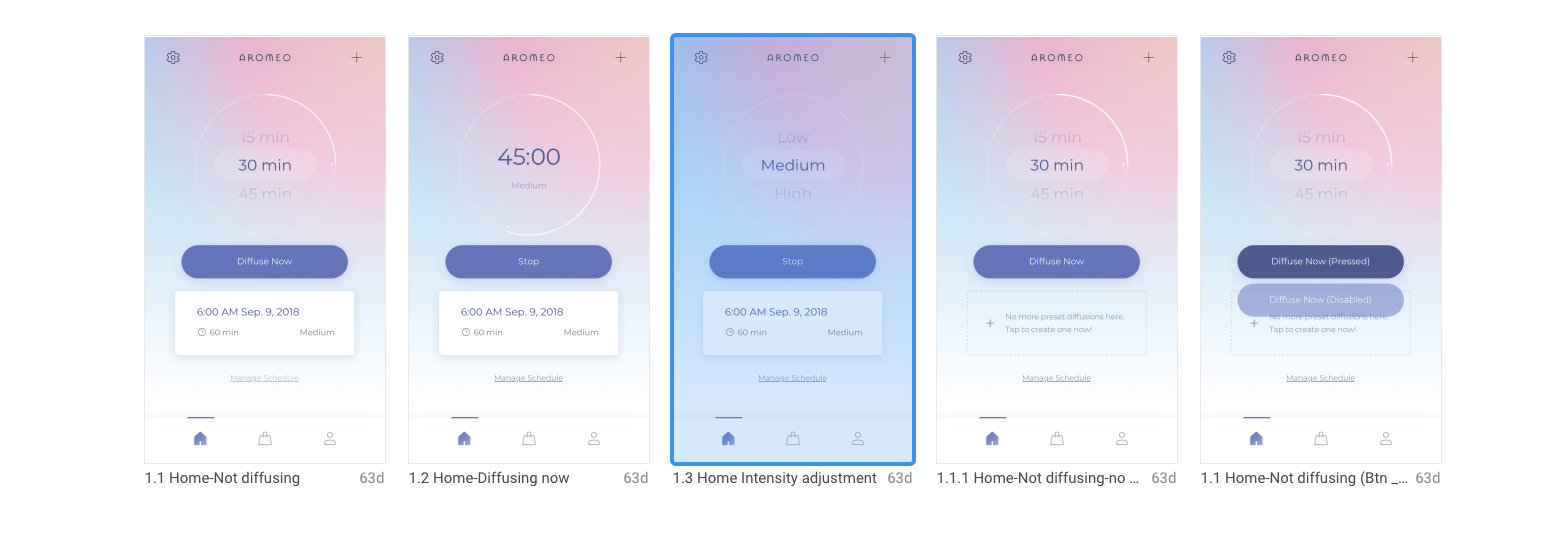 AROMEO
15 min
30 min
45 min
Diffuse Now
6:00 AM Sep. 9, 2018
60 min Medium
Manage Schedule
1.1 Home-Not diffusing 63d
AROMEO
45:00
Medium
Stop
6:00 AM Sep. 9, 2018
60 min Medium
Manage Schedule
1.2 Home-Diffusing now 63d
AROMEO
Low
Medium
High
Stop
6:00 AM Sep. 9, 2018
60 min Medium
Manage Schedule
1.3 Home Intensity adjustment 63d
AROMEO
15 min
30 min
45 min
Diffuse Now
No more preset diffusions here.
Tap to create one now!
Manage Schedule
1.1.1 Home-Not diffusing-no ... 63d
AROMEO
15 min
30 min
45 min
Diffuse Now (Pressed)
Diffuse Now (Disabled)
No more preset diffusions here.
Tap to create one now!
Manage Schedule
1.1 Home-Not diffusing (Btn _... 63d